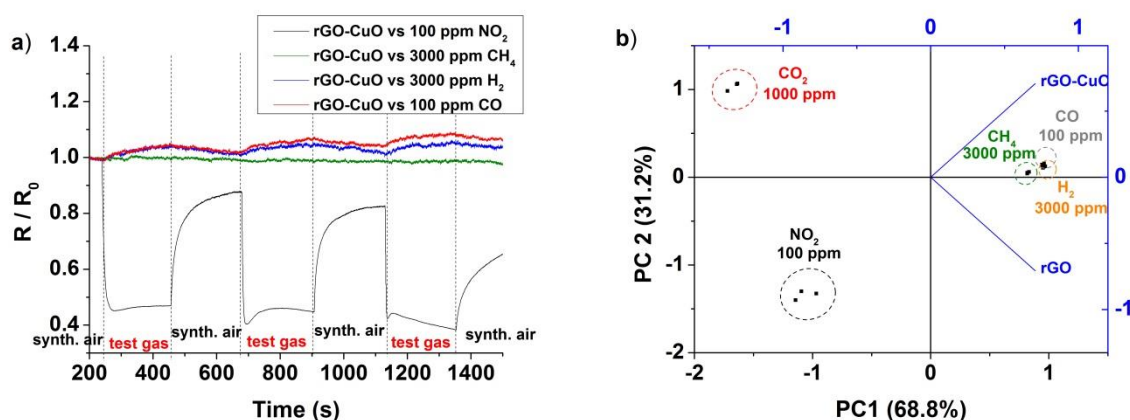 a)
rGO-CuO vs 100 ppm NO₂
rGO-CuO vs 3000 ppm CH₄
rGO-CuO vs 3000 ppm H₂
rGO-CuO vs 100 ppm CO
1.4
1.2
1.0
0.8
0.6
0.4
R / R₀
synth. air
test gas
synth. air
test gas
synth. air
test gas
synth. air
200 400 600 800 1000 1200 1400
Time (s)
b)
-1 0 1
CO₂
1000 ppm
rGO-CuO
CO
100 ppm
CH₄
3000 ppm
H₂
3000 ppm
NO₂
100 ppm
rGO
1
0
-1
-2
PC 2 (31.2%)
0
-1
-2 -1 0 1
PC1 (68.8%)